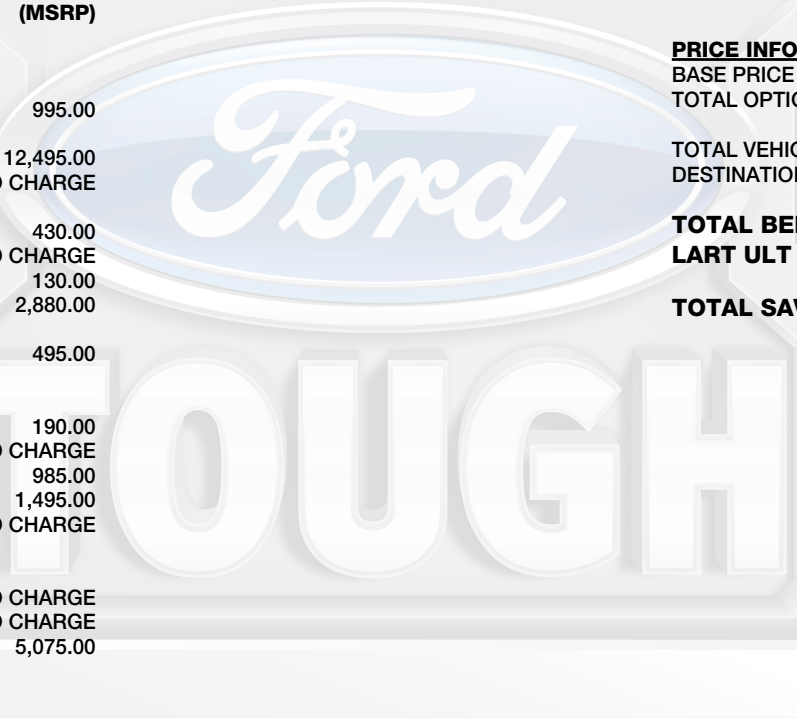 (MSRP)
995.00
12,495.00
CHARGE
430.00
CHARGE
130.00
2,880.00
495.00
190.00
CHARGE
985.00
1,495.00
CHARGE
CHARGE
CHARGE
5,075.00
PRICE INFO
BASE PRICE
TOTAL OPTIO
TOTAL VEHIC
DESTINATION
TOTAL BE
LART ULT
TOTAL SAV
Ford
TOUGH